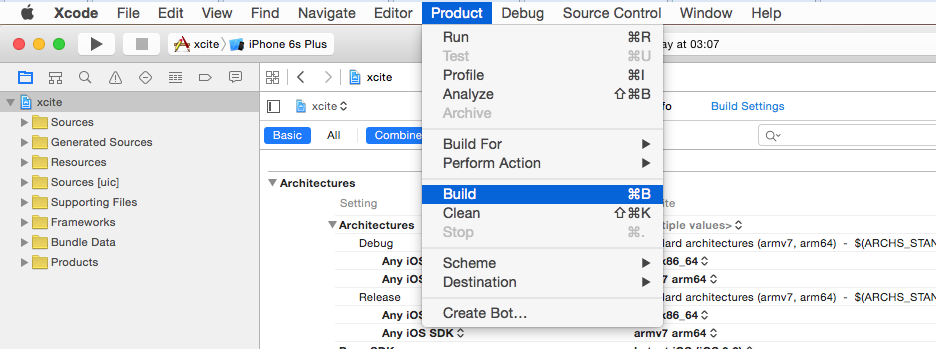 Xcode File Edit View Find Navigate Editor Product Debug Source Control Window Help
xcite iPhone 6s Plus
ay at 03:07
xcite
xcite
Basic All Combine
Build Settings
xcite
Sources
Generated Sources
Resources
Sources [uic]
Supporting Files
Frameworks
Bundle Data
Products
Run ⌘R
Test ⌘U
Profile ⌘I
Analyze ⇧⌘B
Archive
Build For
Perform Action
Build ⌘B
Clean ⇧⌘K
Stop ⌘.
Scheme
Destination
Create Bot…
Architectures
Setting
Architectures tiple values>
Debug dard architectures (armv7, arm64) - $(ARCHS_STAN
Any iOS x86_64
Any iOS v7 arm64
Release dard architectures (armv7, arm64) - $(ARCHS_STAN
Any iOS x86_64
Any iOS SDK armv7 arm64